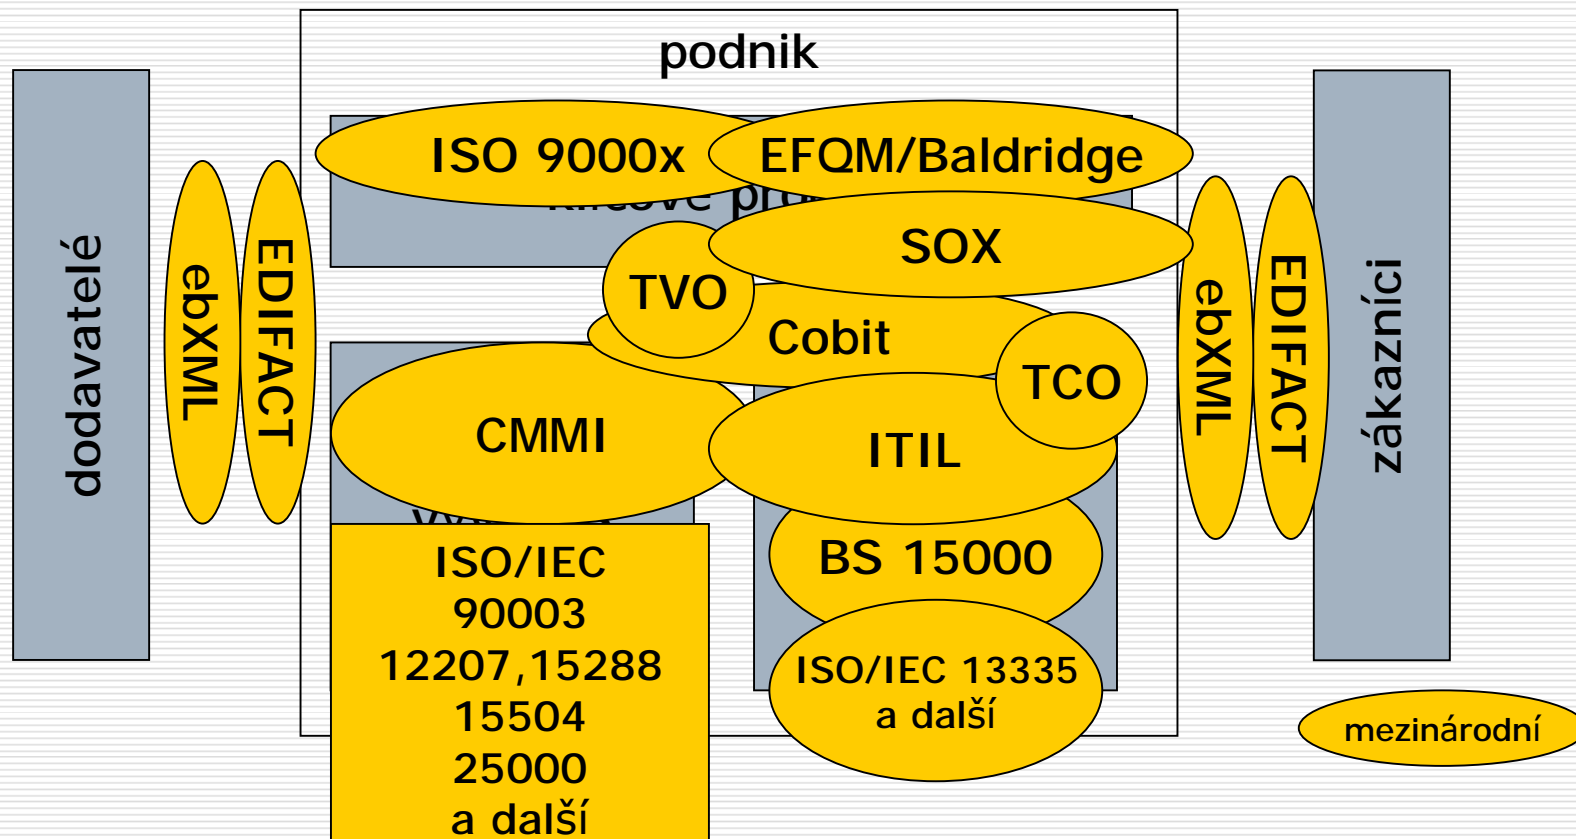 podnik
dodavatelé
ebXML
EDIFACT
ISO 9000x
EFQM/Baldridge
SOX
TVO
Cobit
TCO
CMMI
ITIL
BS 15000
ISO/IEC
90003
12207,15288
15504
25000
a další
ISO/IEC 13335
a další
ebXML
EDIFACT
zákazníci
mezinárodní